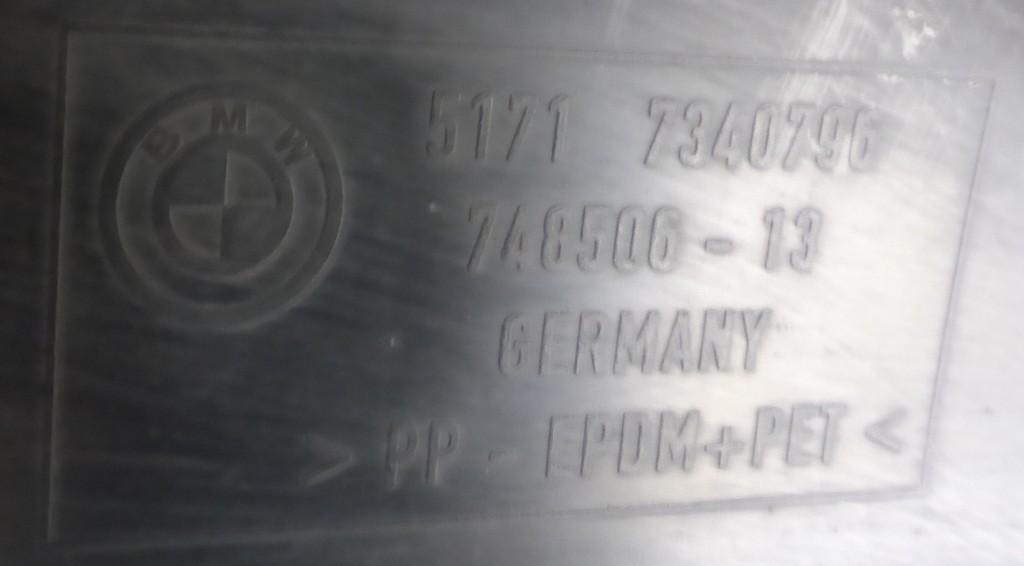 BMW
5171 7340796
748506-13
GERMANY
> PP - EPDM+PET <